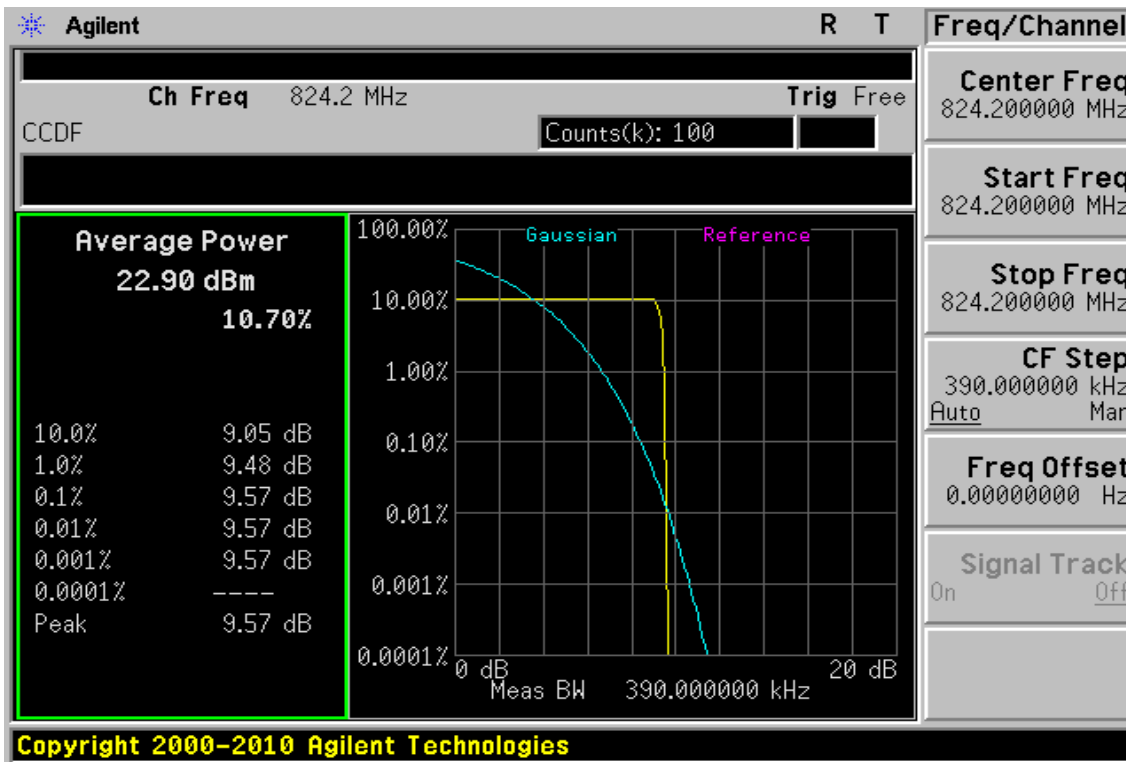 Agilent R T
Freq/Channel
Ch Freq 824.2 MHz Trig Free
CCDF Counts(k): 100
Center Freq
824.200000 MHz
Start Freq
824.200000 MHz
Stop Freq
824.200000 MHz
CF Step
390.000000 kHz
Auto Man
Freq Offset
0.00000000 Hz
Signal Track
On Off
Average Power
22.90 dBm
10.70%
10.0% 9.05 dB
1.0% 9.48 dB
0.1% 9.57 dB
0.01% 9.57 dB
0.001% 9.57 dB
0.0001% ----
Peak 9.57 dB
Gaussian Reference
100.00%
10.00%
1.00%
0.10%
0.01%
0.001%
0.0001%
0 dB 20 dB
Meas BW 390.000000 kHz
Copyright 2000-2010 Agilent Technologies